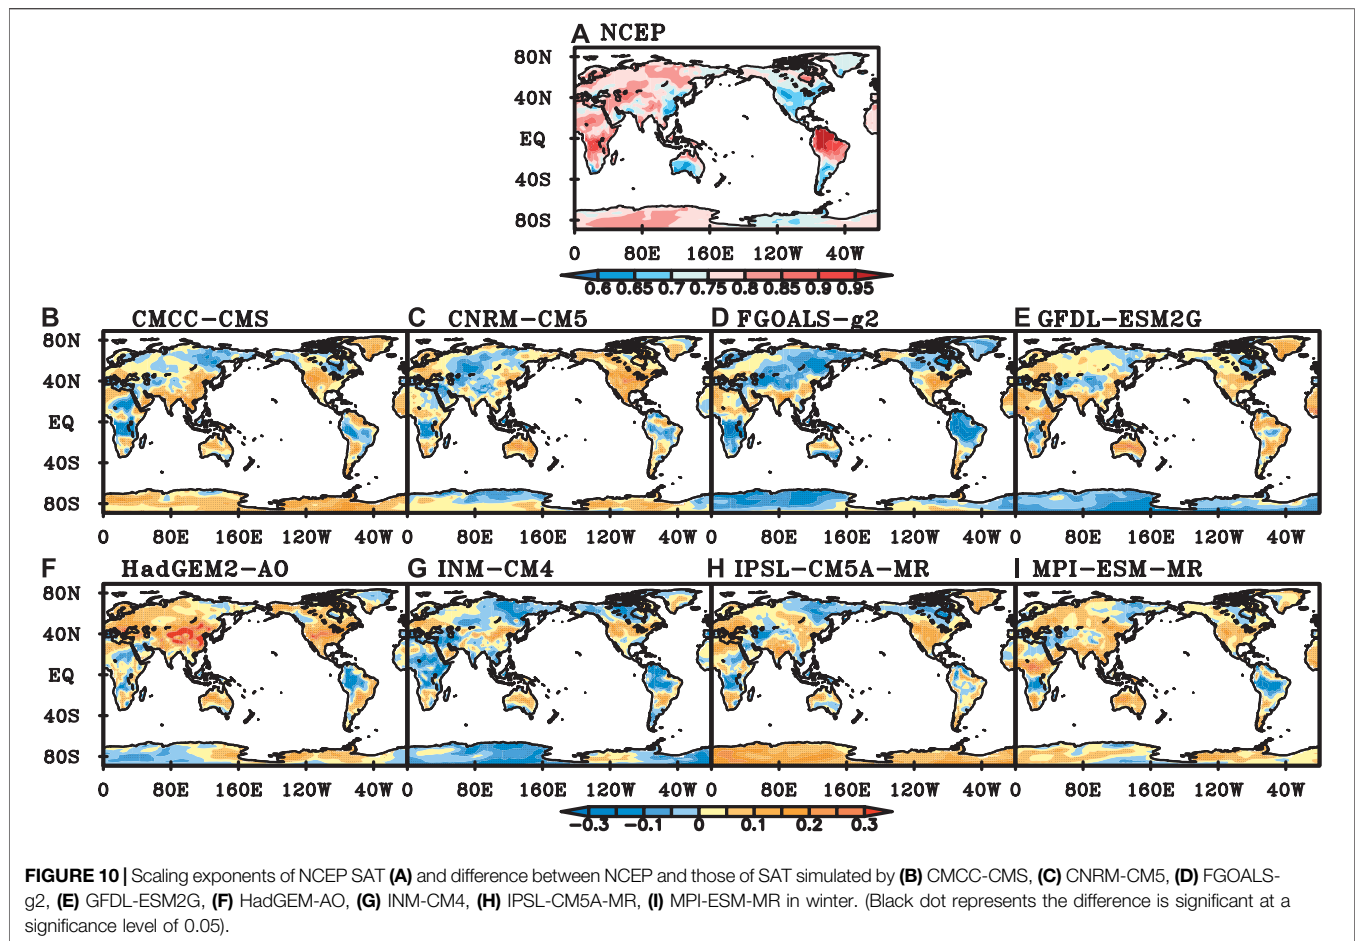 A NCEP
80N
40N
EQ
40S
80S
0 80E 160E 120W 40W
0.6 0.65 0.7 0.75 0.8 0.85 0.9 0.95
B CMCC-CMS C CNRM-CM5 D FGOALS-g2 E GFDL-ESM2G
80N
40N
EQ
40S
80S
0 80E 160E 120W 40W 0 80E 160E 120W 40W 0 80E 160E 120W 40W 0 80E 160E 120W 40W
F HadGEM2-AO G INM-CM4 H IPSL-CM5A-MR I MPI-ESM-MR
80N
40N
EQ
40S
80S
0 80E 160E 120W 40W 0 80E 160E 120W 40W 0 80E 160E 120W 40W 0 80E 160E 120W 40W
-0.3 -0.1 0 0.1 0.2 0.3
FIGURE 10 | Scaling exponents of NCEP SAT (A) and difference between NCEP and those of SAT simulated by (B) CMCC-CMS, (C) CNRM-CM5, (D) FGOALS-
g2, (E) GFDL-ESM2G, (F) HadGEM-AO, (G) INM-CM4, (H) IPSL-CM5A-MR, (I) MPI-ESM-MR in winter. (Black dot represents the difference is significant at a
significance level of 0.05).